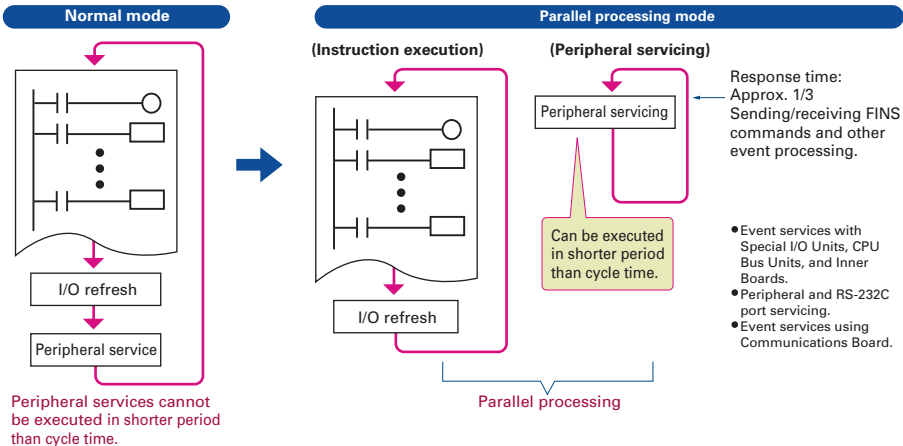 Normal mode
I/O refresh
Peripheral service
Peripheral services cannot
be executed in shorter period
than cycle time.
Parallel processing mode
(Instruction execution)
(Peripheral servicing)
I/O refresh
Peripheral servicing
Can be executed
in shorter period
than cycle time.
Response time:
Approx. 1/3
Sending/receiving FINS
commands and other
event processing.
•Event services with
Special I/O Units, CPU
Bus Units, and Inner
Boards.
•Peripheral and RS-232C
port servicing.
•Event services using
Communications Board.
Parallel processing